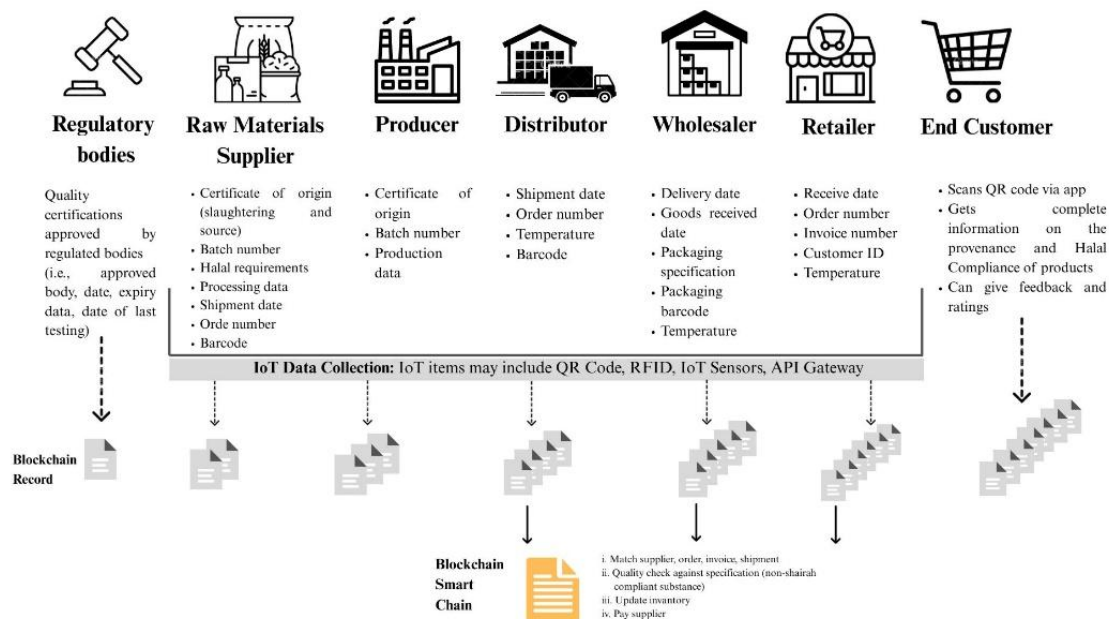 Regulatory
bodies
Raw Materials
Supplier
Producer
Distributor
Wholesaler
Retailer
End Customer
Quality
certifications
approved by
regulated bodies
(i.e., approved
body, date, expiry
data, date of last
testing)
▪ Certificate of origin
(slaughtering and
source)
▪ Batch number
▪ Halal requirements
▪ Processing data
▪ Shipment date
▪ Orde number
▪ Barcode
▪ Certificate of
origin
▪ Batch number
▪ Production
data
▪ Shipment date
▪ Order number
▪ Temperature
▪ Barcode
▪ Delivery date
▪ Goods received
date
▪ Packaging
specification
▪ Packaging
barcode
▪ Temperature
▪ Receive date
▪ Order number
▪ Invoice number
▪ Customer ID
▪ Temperature
▪ Scans QR code via app
▪ Gets complete
information on the
provenance and Halal
Compliance of products
▪ Can give feedback and
ratings
IoT Data Collection: IoT items may include QR Code, RFID, IoT Sensors, API Gateway
Blockchain
Record
Blockchain
Smart
Chain
i. Match supplier, order, invoice, shipment
ii. Quality check against specification (non-shairah
compliant substance)
iii. Update invantory
iv. Pay supplier